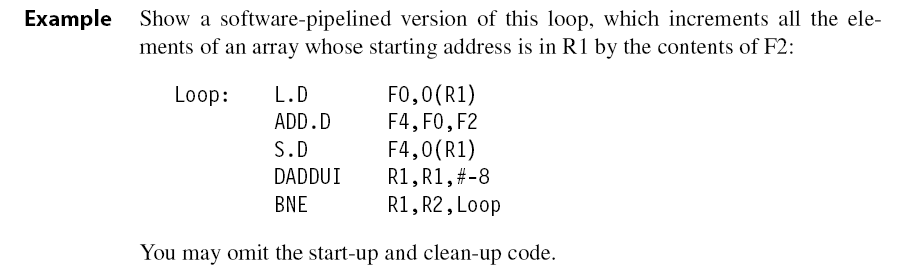 Example Show a software-pipelined version of this loop, which increments all the ele-
ments of an array whose starting address is in R1 by the contents of F2:
Loop: L.D F0,0(R1)
ADD.D F4,F0,F2
S.D F4,0(R1)
DADDUI R1,R1,#-8
BNE R1,R2,Loop
You may omit the start-up and clean-up code.